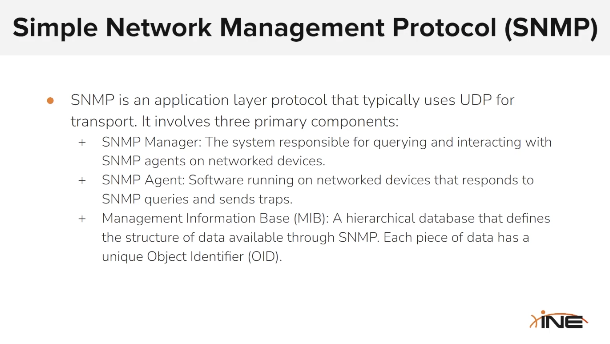 Simple Network Management Protocol (SNMP)
● SNMP is an application layer protocol that typically uses UDP for
transport. It involves three primary components:
+ SNMP Manager: The system responsible for querying and interacting with
SNMP agents on networked devices.
+ SNMP Agent: Software running on networked devices that responds to
SNMP queries and sends traps.
+ Management Information Base (MIB): A hierarchical database that defines
the structure of data available through SNMP. Each piece of data has a
unique Object Identifier (OID).
INE